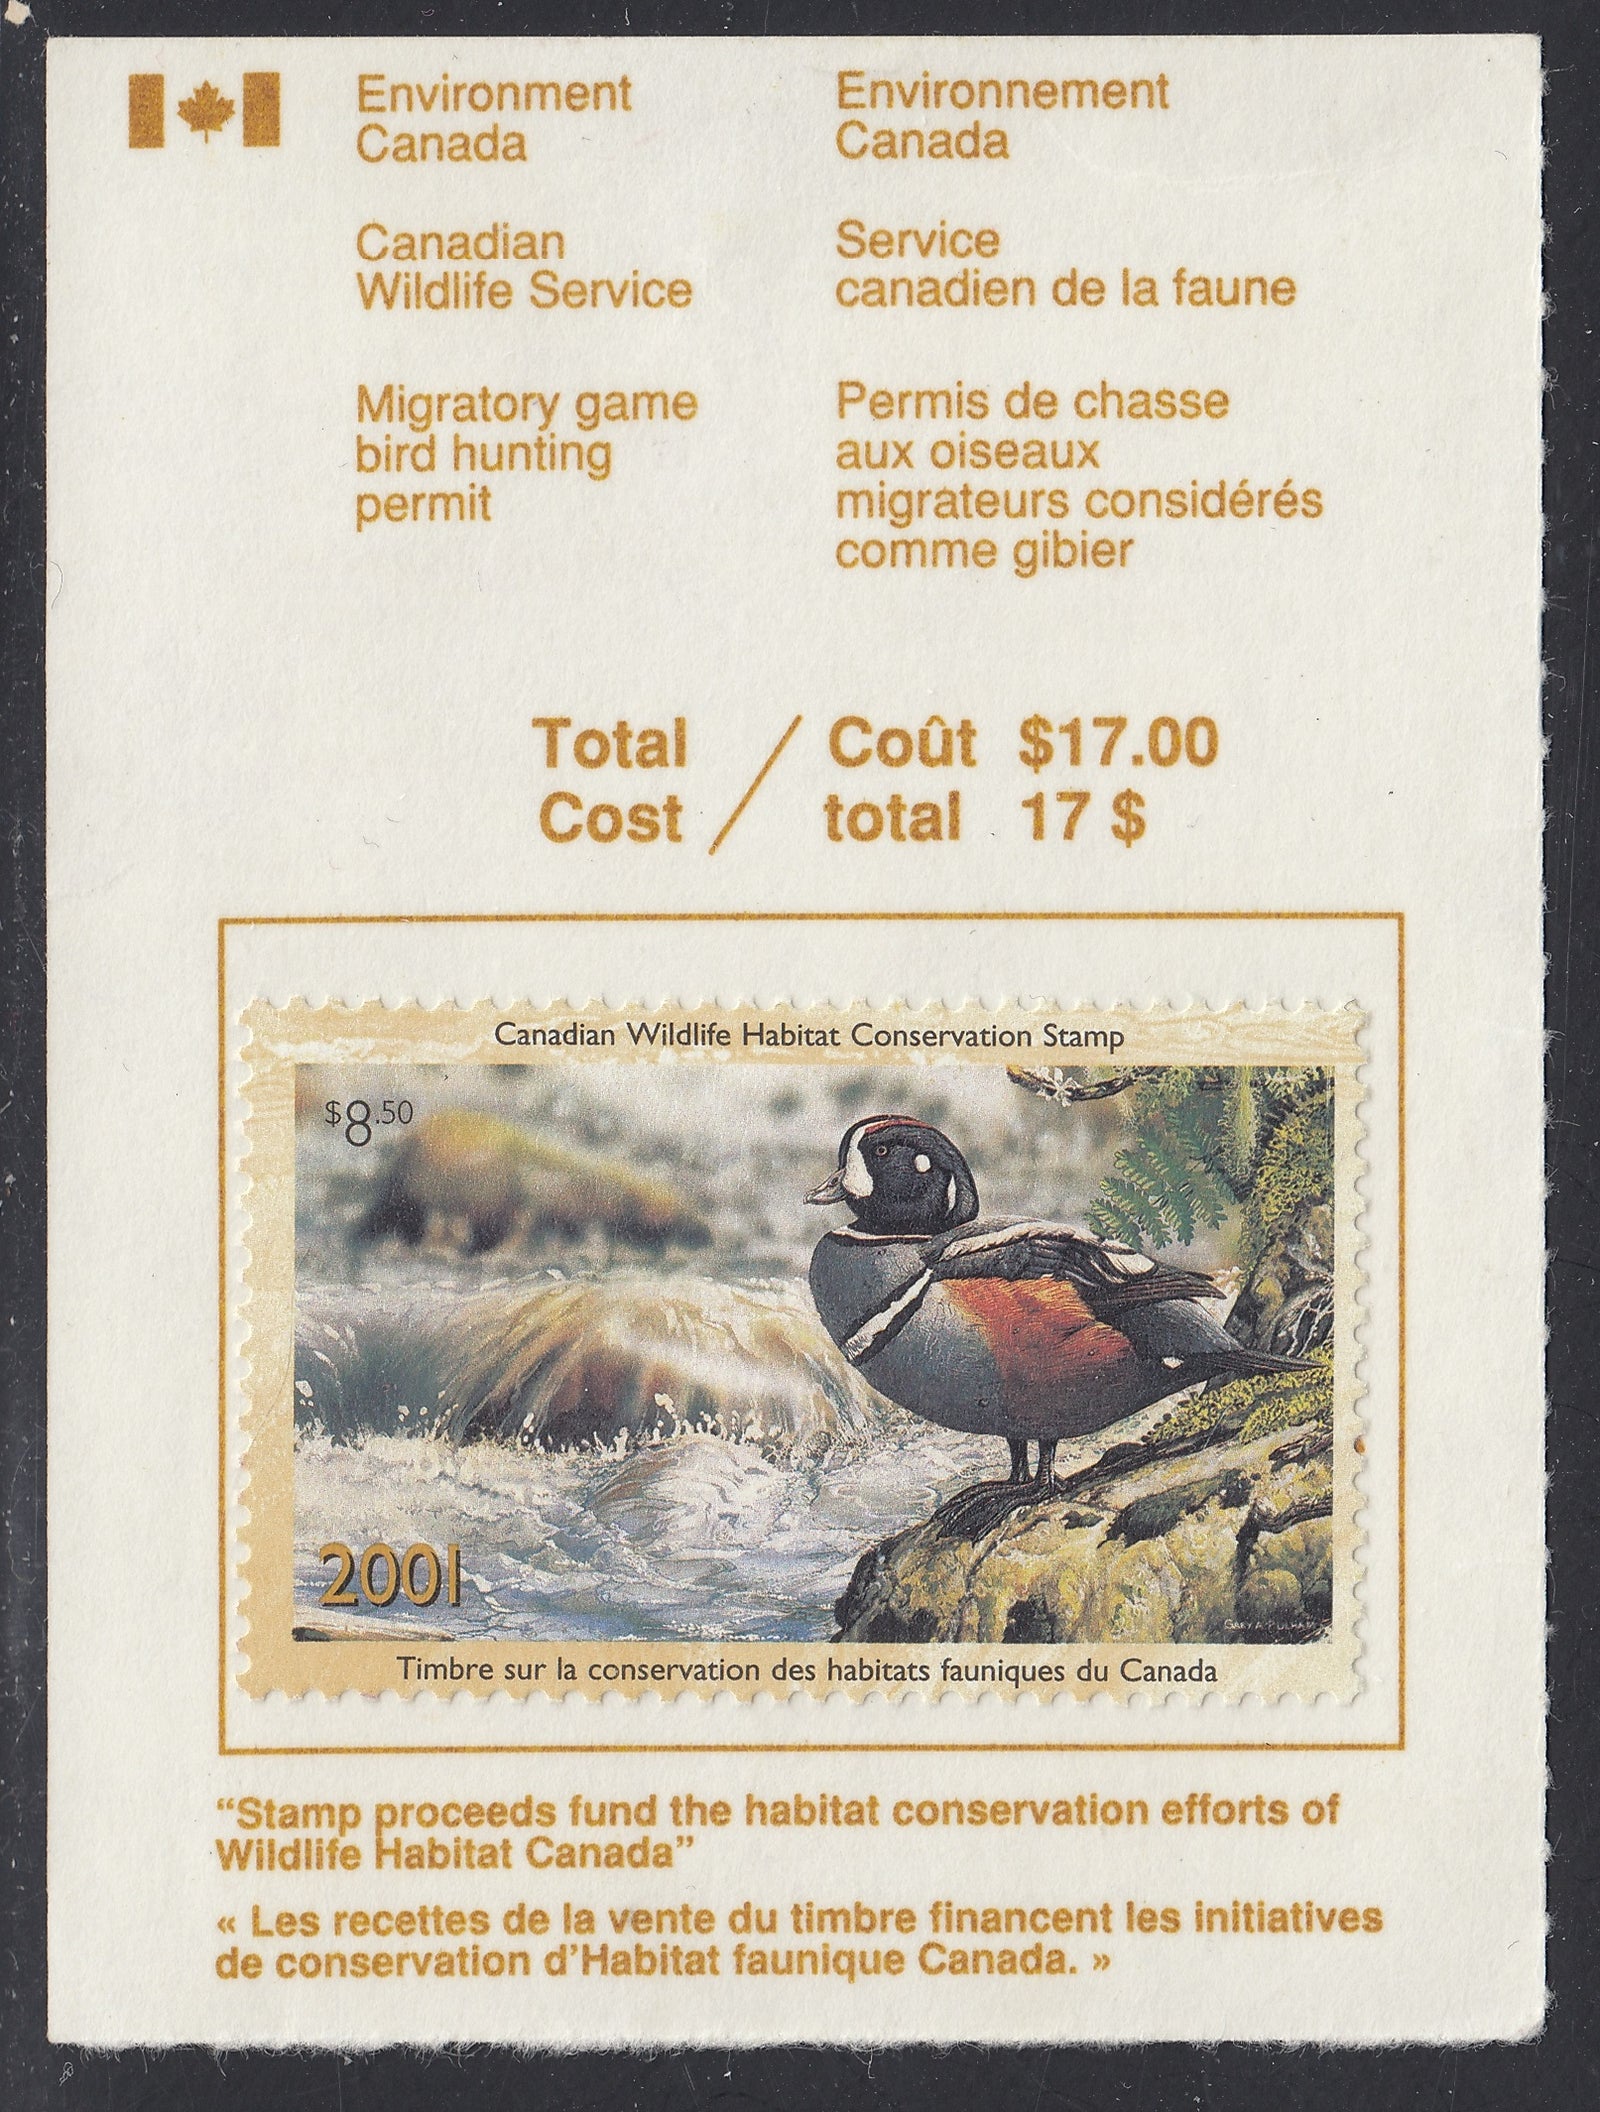 Environment
Canada
Environnement
Canada
Canadian
Wildlife Service
Service
canadien de la faune
Migratory game
bird hunting
permit
Permis de chasse
aux oiseaux
migrateurs considérés
comme gibier
Total
Cost
/
Coût
total
$17.00
17 $
Canadian Wildlife Habitat Conservation Stamp
$8.50
2001
Timbre sur la conservation des habitats fauniques du Canada
“Stamp proceeds fund the habitat conservation efforts of
Wildlife Habitat Canada”
« Les recettes de la vente du timbre financent les initiatives
de conservation d’Habitat faunique Canada. »